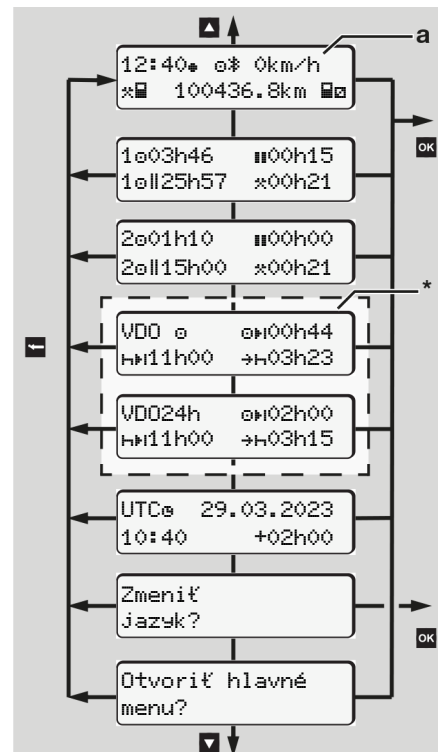 a
12:40 0km/h
100436.8km
OK
1 03h46 00h15
1 25h57 00h21
2 01h10 00h00
2 15h00 00h21
*
VDO 00h44
11h00 03h23
VDO24h 02h00
11h00 03h15
UTC 29.03.2023
10:40 +02h00
Zmeniť
jazyk?
OK
Otvoriť hlavné
menu?